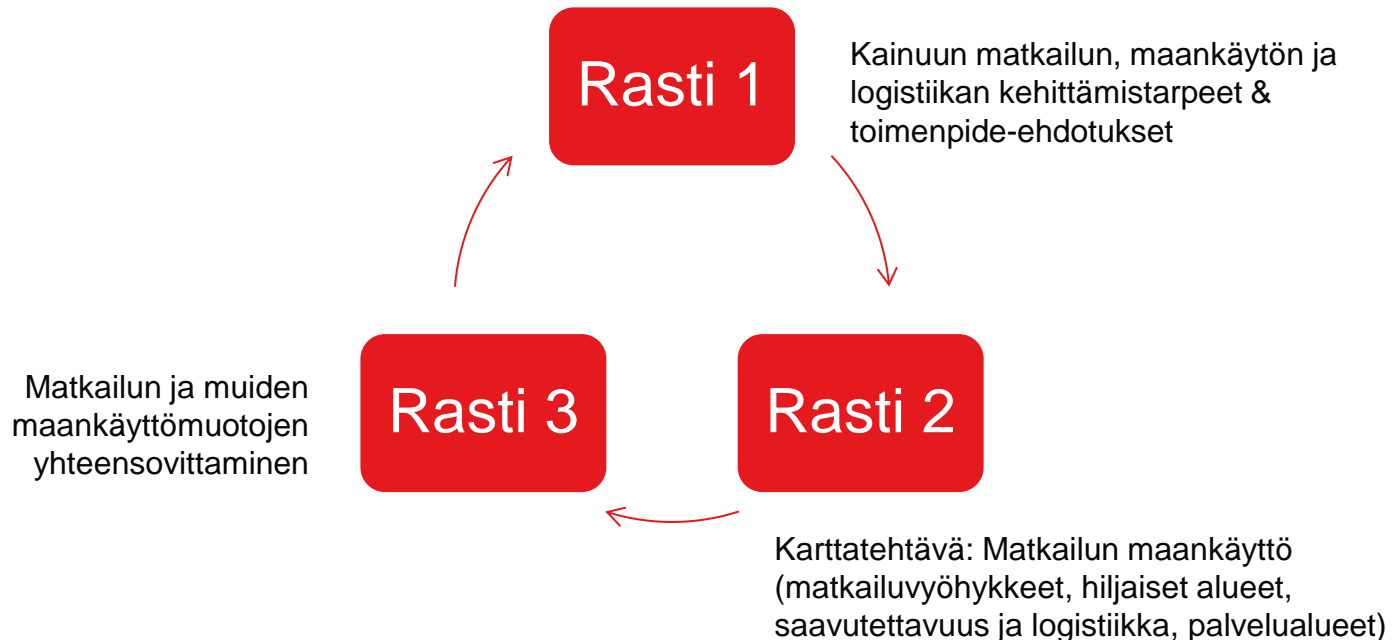 Rasti 1
Kainuun matkailun, maankäytön ja
logistiikan kehittämistarpeet &
toimenpide-ehdotukset
Rasti 2
Karttatehtävä: Matkailun maankäyttö
(matkailuvyöhykkeet, hiljaiset alueet,
saavutettavuus ja logistiikka, palvelualueet)
Rasti 3
Matkailun ja muiden
maankäyttömuotojen
yhteensovittaminen